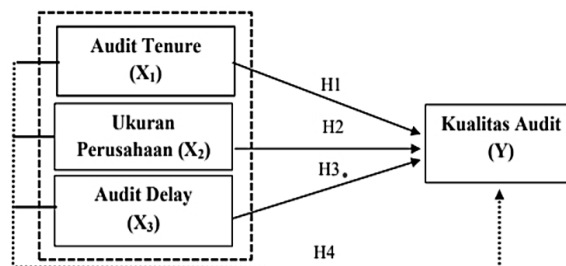 Audit Tenure
(X₁)
H1
Ukuran
Perusahaan (X₂)
H2
Kualitas Audit
(Y)
H3.
Audit Delay
(X₃)
H4